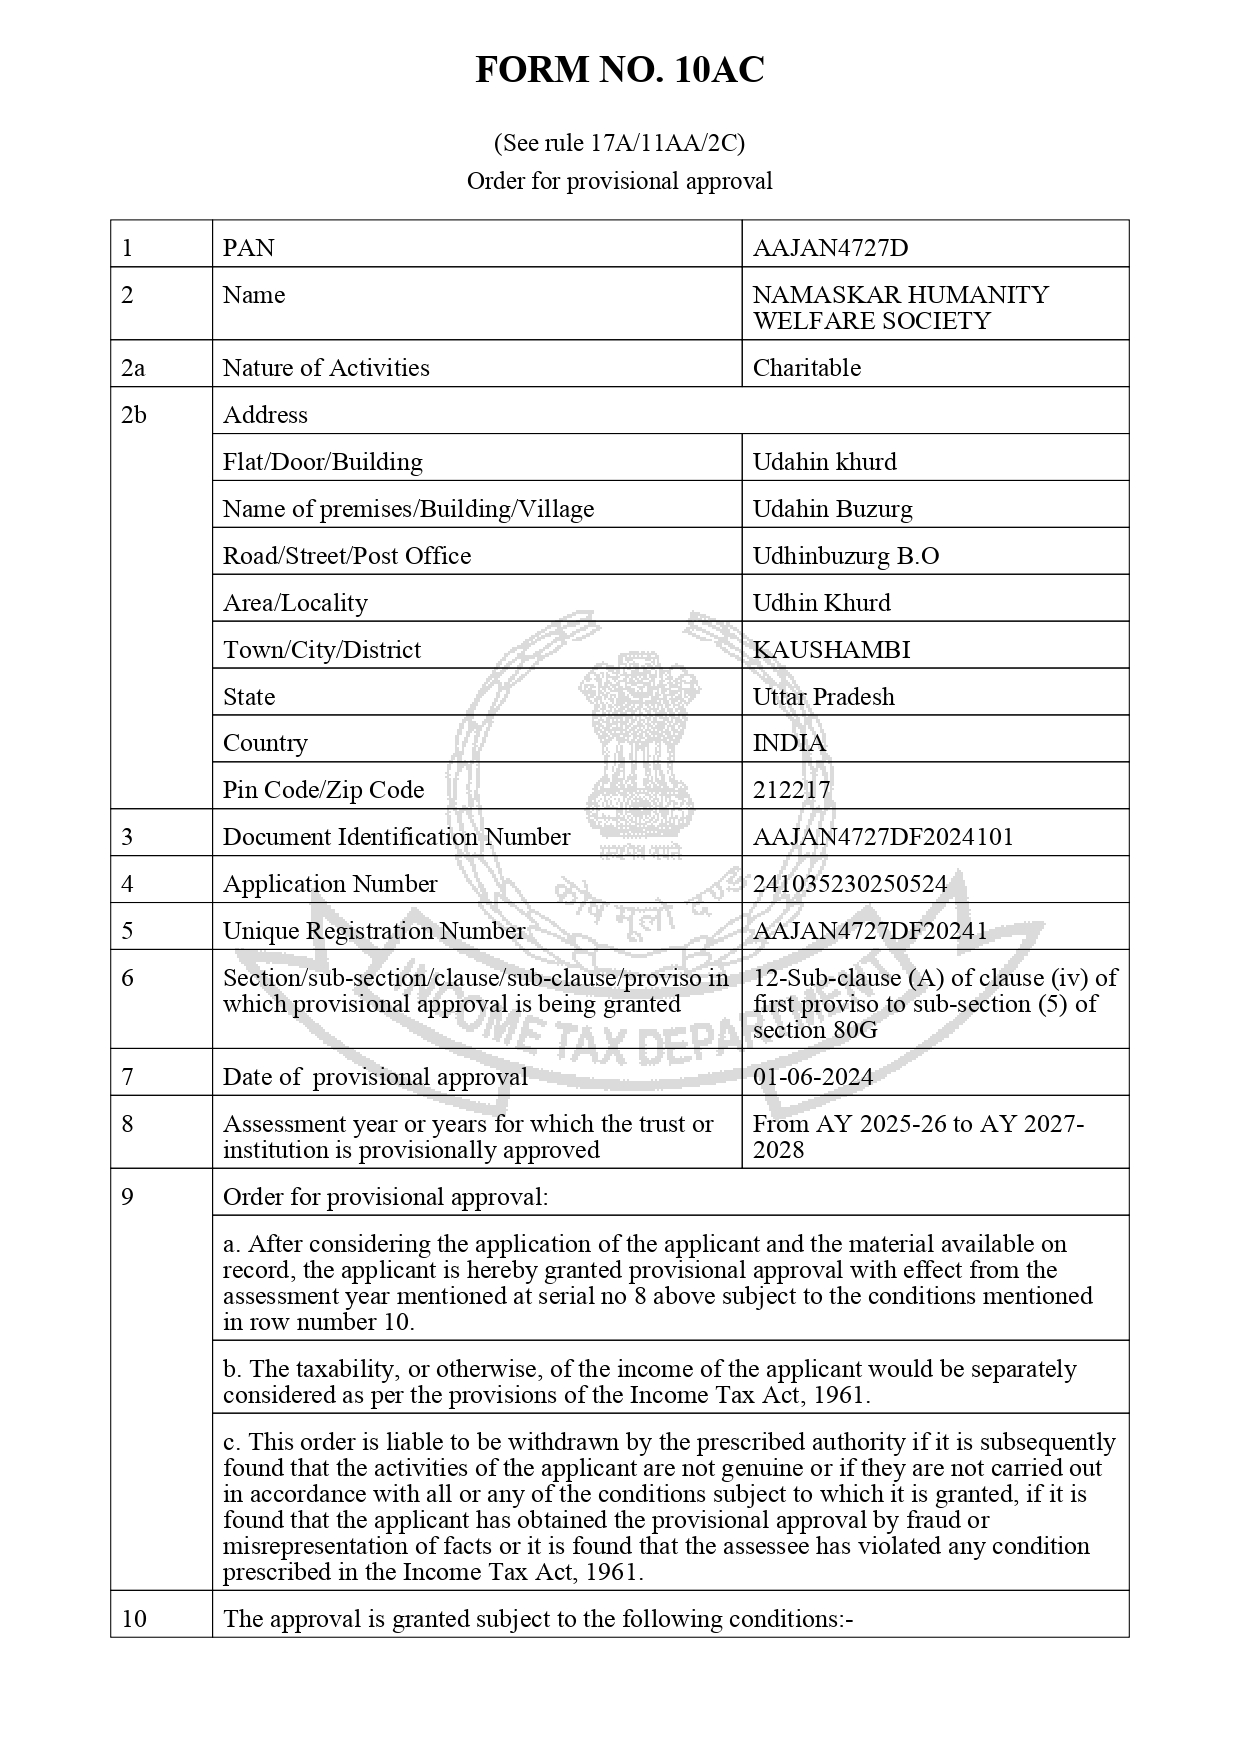 FORM NO. 10AC
(See rule 17A/11AA/2C)
Order for provisional approval
1 PAN AAJAN4727D
2 Name NAMASKAR HUMANITY
WELFARE SOCIETY
2a Nature of Activities Charitable
2b Address
Flat/Door/Building Udahin khurd
Name of premises/Building/Village Udahin Buzurg
Road/Street/Post Office Udhinbuzurg B.O
Area/Locality Udhin Khurd
Town/City/District KAUSHAMBI
State Uttar Pradesh
Country INDIA
Pin Code/Zip Code 212217
3 Document Identification Number AAJAN4727DF2024101
सत्यमेव जयते
4 Application Number 241035230250524
कोष मूलो दण्ड
5 Unique Registration Number AAJAN4727DF20241
6 Section/sub-section/clause/sub-clause/proviso in 12-Sub-clause (A) of clause (iv) of
which provisional approval is being granted first proviso to sub-section (5) of
section 80G
INCOME TAX DEPARTMENT
7 Date of provisional approval 01-06-2024
8 Assessment year or years for which the trust or From AY 2025-26 to AY 2027-
institution is provisionally approved 2028
9 Order for provisional approval:
a. After considering the application of the applicant and the material available on
record, the applicant is hereby granted provisional approval with effect from the
assessment year mentioned at serial no 8 above subject to the conditions mentioned
in row number 10.
b. The taxability, or otherwise, of the income of the applicant would be separately
considered as per the provisions of the Income Tax Act, 1961.
c. This order is liable to be withdrawn by the prescribed authority if it is subsequently
found that the activities of the applicant are not genuine or if they are not carried out
in accordance with all or any of the conditions subject to which it is granted, if it is
found that the applicant has obtained the provisional approval by fraud or
misrepresentation of facts or it is found that the assessee has violated any condition
prescribed in the Income Tax Act, 1961.
10 The approval is granted subject to the following conditions:-